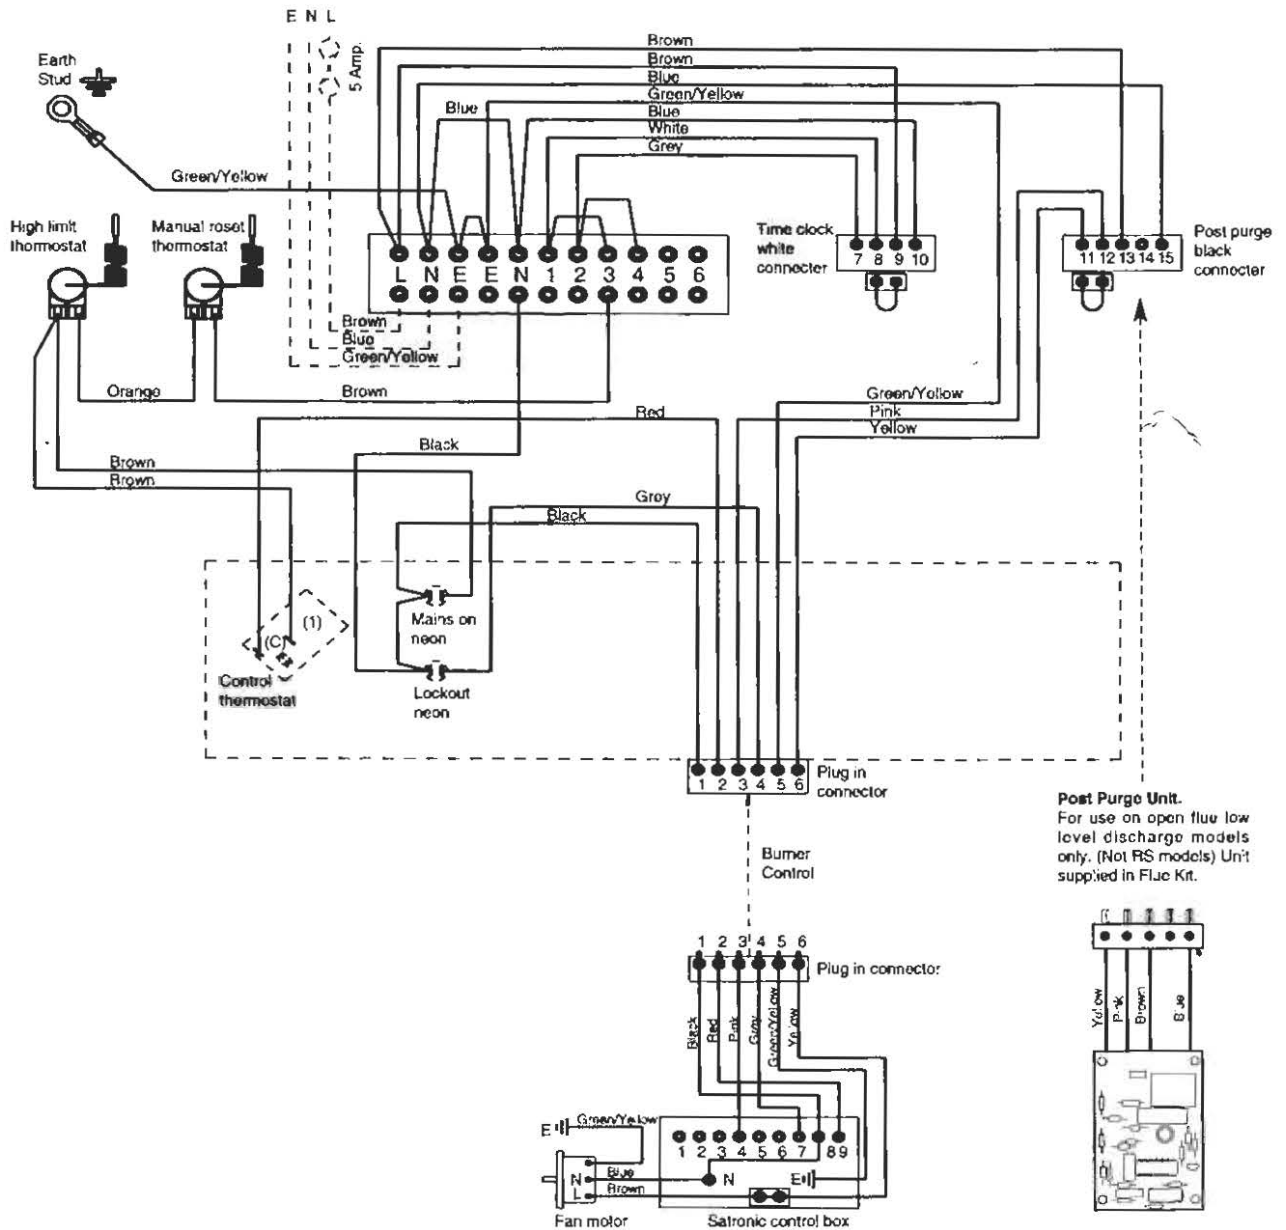 E N L
5 Amp.
Earth
Stud
Brown
Brown
Blue
Green/Yellow
Blue
Blue
White
Grey
Green/Yellow
High limit
thermostat
Manual roset
thermostat
L N E E N 1 2 3 4 5 6
Time clock
white
connecter
7 8 9 10
11 12 13 14 15
Post purge
black
connecter
Brown
Blue
Green/Yellow
Orange
Brown
Red
Black
Green/Yellow
Pink
Yellow
Brown
Brown
Grey
Black
(1)
(C)
Control
thermostat
Mains on
neon
Lockout
neon
1 2 3 4 5 6
Plug in
connector
Burner
Control
Post Purge Unit.
For use on open flue low
level discharge models
only. (Not RS models) Unit
supplied in Flue Kit.
1 2 3 4 5 6
Plug in connector
Black
Red
Pink
Grey
Green/Yellow
Yellow
Yellow
Pink
Brown
Blue
E
Green/Yellow
1 2 3 4 5 6 7 8 9
N
L
Blue
Brown
N
E
Fan motor
Satronic control box